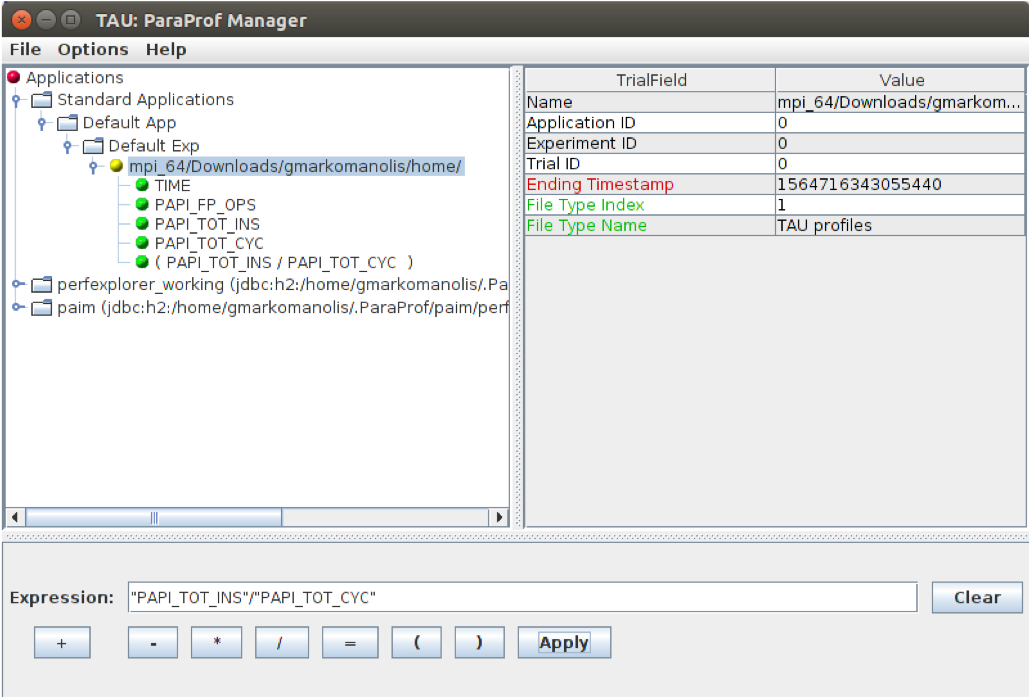 TAU: ParaProf Manager
File Options Help
Applications
Standard Applications
Default App
Default Exp
mpi_64/Downloads/gmarkomanolis/home/
TIME
PAPI_FP_OPS
PAPI_TOT_INS
PAPI_TOT_CYC
( PAPI_TOT_INS / PAPI_TOT_CYC )
perfexplorer_working (jdbc:h2:/home/gmarkomanolis/.Pa
paim (jdbc:h2:/home/gmarkomanolis/.ParaProf/paim/perf
TrialField Value
Name mpi_64/Downloads/gmarkom...
Application ID 0
Experiment ID 0
Trial ID 0
Ending Timestamp 1564716343055440
File Type Index 1
File Type Name TAU profiles
Expression: "PAPI_TOT_INS"/"PAPI_TOT_CYC" Clear
+ - * / = ( ) Apply